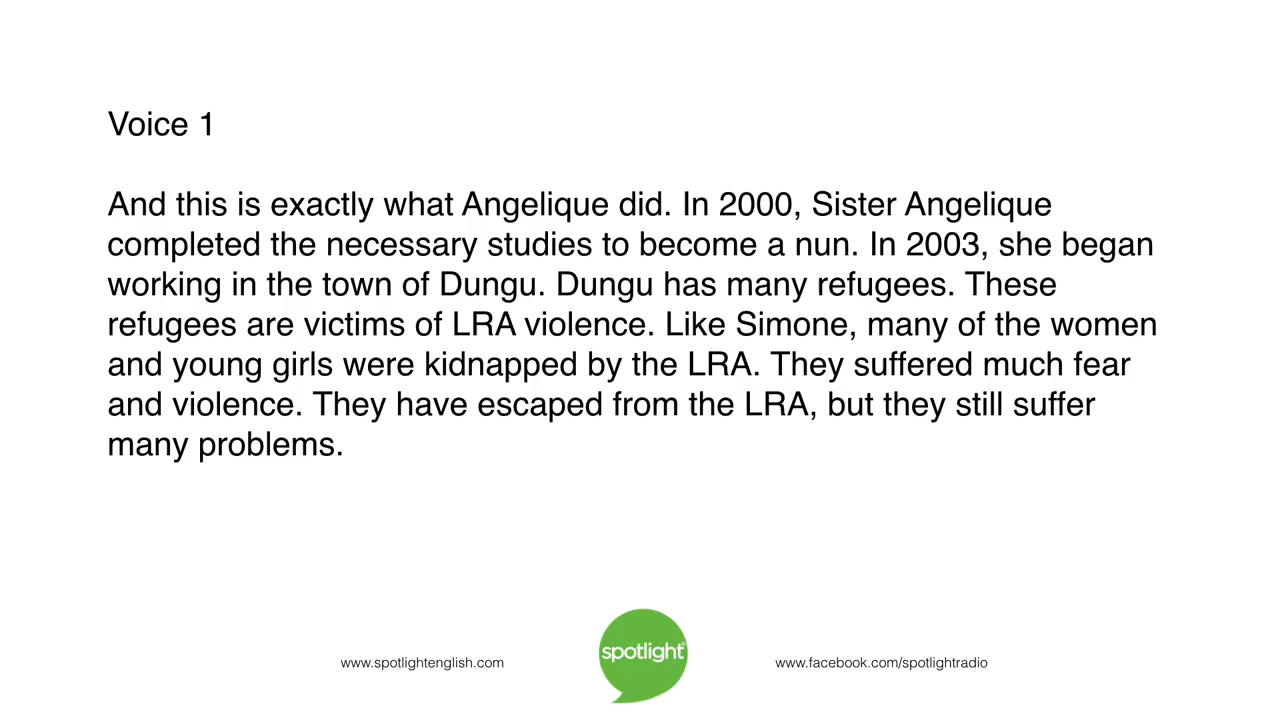 Voice 1
And this is exactly what Angelique did. In 2000, Sister Angelique
completed the necessary studies to become a nun. In 2003, she began
working in the town of Dungu. Dungu has many refugees. These
refugees are victims of LRA violence. Like Simone, many of the women
and young girls were kidnapped by the LRA. They suffered much fear
and violence. They have escaped from the LRA, but they still suffer
many problems.
www.spotlightenglish.com
spotlight®
www.facebook.com/spotlightradio